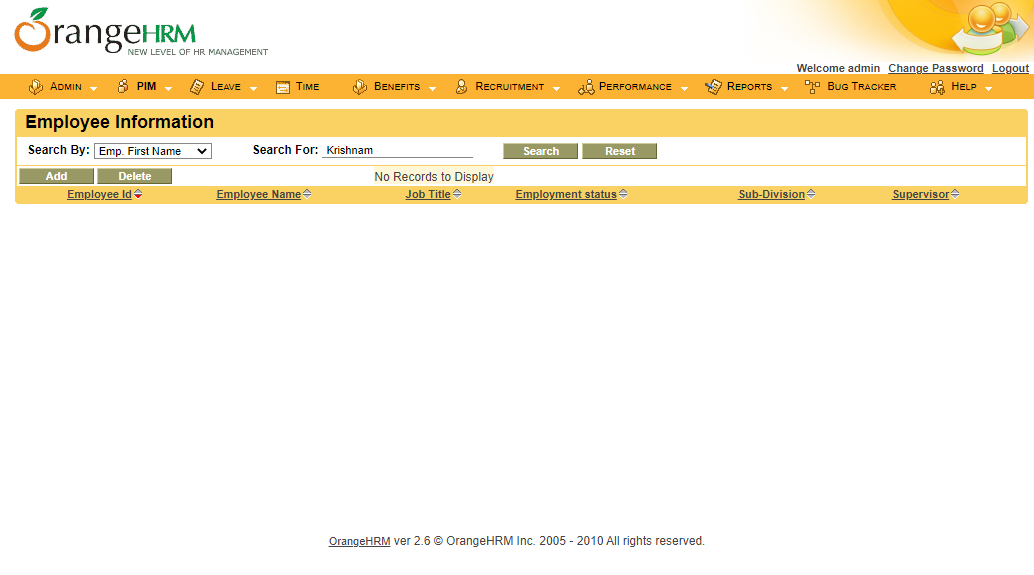 OrangeHRM
NEW LEVEL OF HR MANAGEMENT
Welcome admin Change Password Logout
ADMIN PIM LEAVE TIME BENEFITS RECRUITMENT PERFORMANCE REPORTS BUG TRACKER HELP
Employee Information
Search By: Emp. First Name Search For: Krishnam Search Reset
Add Delete No Records to Display
Employee Id Employee Name Job Title Employment status Sub-Division Supervisor
OrangeHRM ver 2.6 © OrangeHRM Inc. 2005 - 2010 All rights reserved.